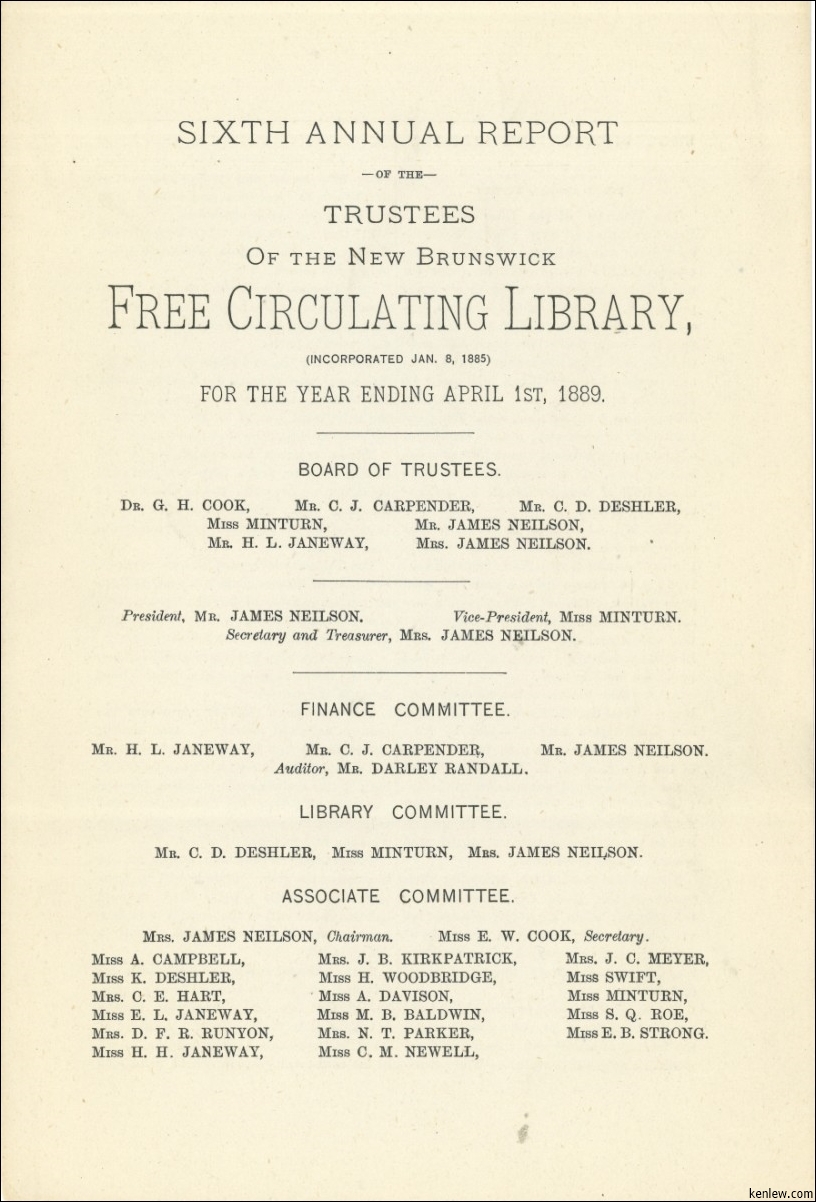 SIXTH ANNUAL REPORT
—OF THE—
TRUSTEES
OF THE NEW BRUNSWICK
FREE CIRCULATING LIBRARY,
(INCORPORATED JAN. 8, 1885)
FOR THE YEAR ENDING APRIL 1ST, 1889.
BOARD OF TRUSTEES.
DR. G. H. COOK, MR. C. J. CARPENDER, MR. C. D. DESHLER,
MISS MINTURN, MR. JAMES NEILSON,
MR. H. L. JANEWAY, MRS. JAMES NEILSON.
President, MR. JAMES NEILSON. Vice-President, MISS MINTURN.
Secretary and Treasurer, MRS. JAMES NEILSON.
FINANCE COMMITTEE.
MR. H. L. JANEWAY, MR. C. J. CARPENDER, MR. JAMES NEILSON.
Auditor, MR. DARLEY RANDALL.
LIBRARY COMMITTEE.
MR. C. D. DESHLER, MISS MINTURN, MRS. JAMES NEILSON.
ASSOCIATE COMMITTEE.
MRS. JAMES NEILSON, Chairman. MISS E. W. COOK, Secretary.
MISS A. CAMPBELL, MRS. J. B. KIRKPATRICK, MRS. J. C. MEYER,
MISS K. DESHLER, MISS H. WOODBRIDGE, MISS SWIFT,
MRS. C. E. HART, MISS A. DAVISON, MISS MINTURN,
MISS E. L. JANEWAY, MISS M. B. BALDWIN, MISS S. Q. ROE,
MRS. D. F. R. RUNYON, MRS. N. T. PARKER, MISS E. B. STRONG.
MISS H. H. JANEWAY, MISS C. M. NEWELL,
kenlew.com